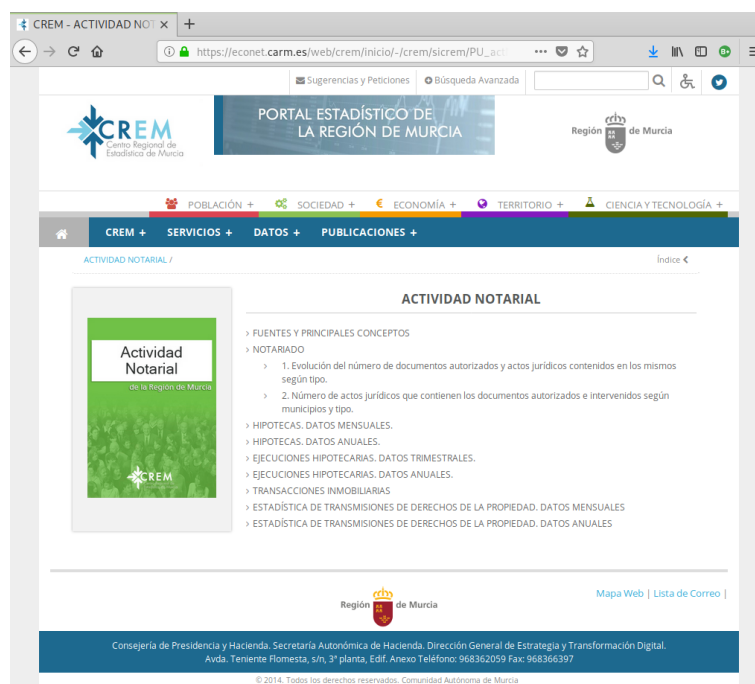 CREM - ACTIVIDAD NOT
https://econet.carm.es/web/crem/inicio/-/crem/sicrem/PU_acti
Sugerencias y Peticiones
Búsqueda Avanzada
CREM
Centro Regional de
Estadística de Murcia
PORTAL ESTADÍSTICO DE
LA REGIÓN DE MURCIA
Región de Murcia
POBLACIÓN + SOCIEDAD + € ECONOMÍA + TERRITORIO + CIENCIA Y TECNOLOGÍA +
CREM + SERVICIOS + DATOS + PUBLICACIONES +
ACTIVIDAD NOTARIAL /
Índice
Actividad
Notarial
de la Región de Murcia
CREM
ACTIVIDAD NOTARIAL
› FUENTES Y PRINCIPALES CONCEPTOS
› NOTARIADO
› 1. Evolución del número de documentos autorizados y actos jurídicos contenidos en los mismos
según tipo.
› 2. Número de actos jurídicos que contienen los documentos autorizados e intervenidos según
municipios y tipo.
› HIPOTECAS. DATOS MENSUALES.
› HIPOTECAS. DATOS ANUALES.
› EJECUCIONES HIPOTECARIAS. DATOS TRIMESTRALES.
› EJECUCIONES HIPOTECARIAS. DATOS ANUALES.
› TRANSACCIONES INMOBILIARIAS
› ESTADÍSTICA DE TRANSMISIONES DE DERECHOS DE LA PROPIEDAD. DATOS MENSUALES
› ESTADÍSTICA DE TRANSMISIONES DE DERECHOS DE LA PROPIEDAD. DATOS ANUALES
Región de Murcia
Mapa Web | Lista de Correo |
Consejería de Presidencia y Hacienda. Secretaría Autonómica de Hacienda. Dirección General de Estrategia y Transformación Digital.
Avda. Teniente Flomesta, s/n, 3ª planta, Edif. Anexo Teléfono: 968362059 Fax: 968366397
© 2014. Todos los derechos reservados. Comunidad Autónoma de Murcia